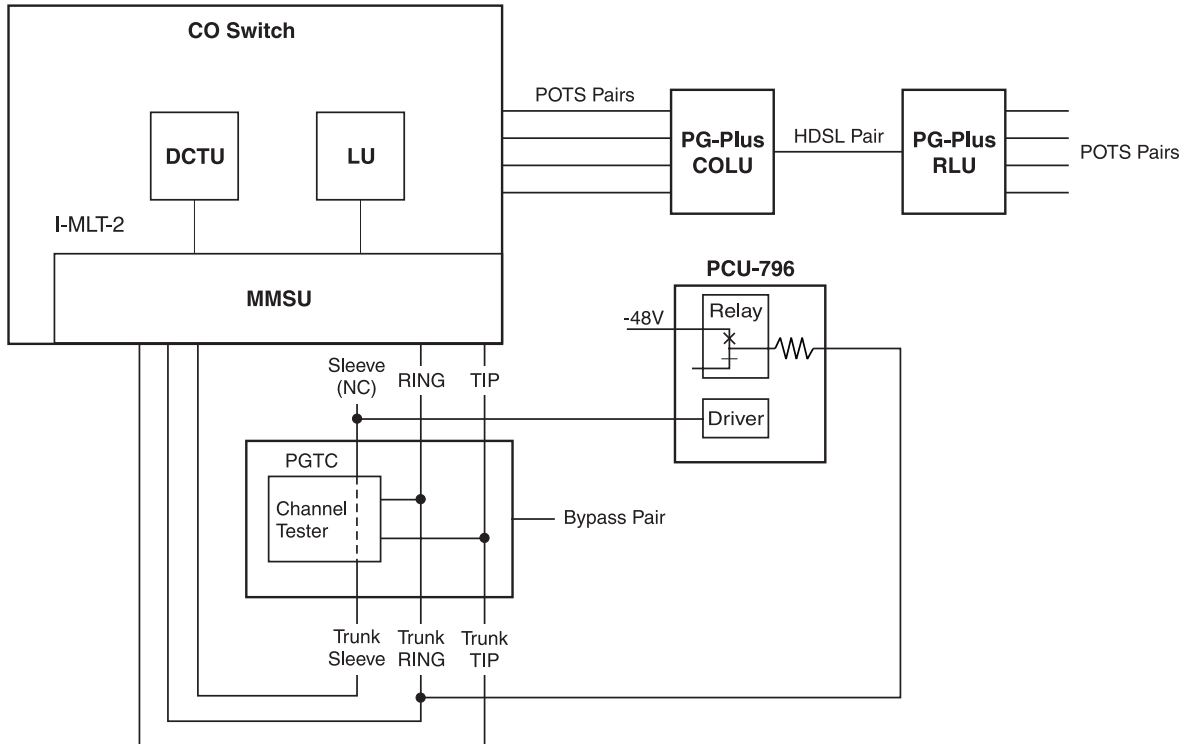 CO Switch
DCTU
LU
I-MLT-2
MMSU
POTS Pairs
PG-Plus
COLU
HDSL Pair
PG-Plus
RLU
POTS Pairs
PCU-796
-48V
Relay
Driver
Sleeve
(NC)
RING
TIP
PGTC
Channel
Tester
Bypass Pair
Trunk
Sleeve
Trunk
RING
Trunk
TIP